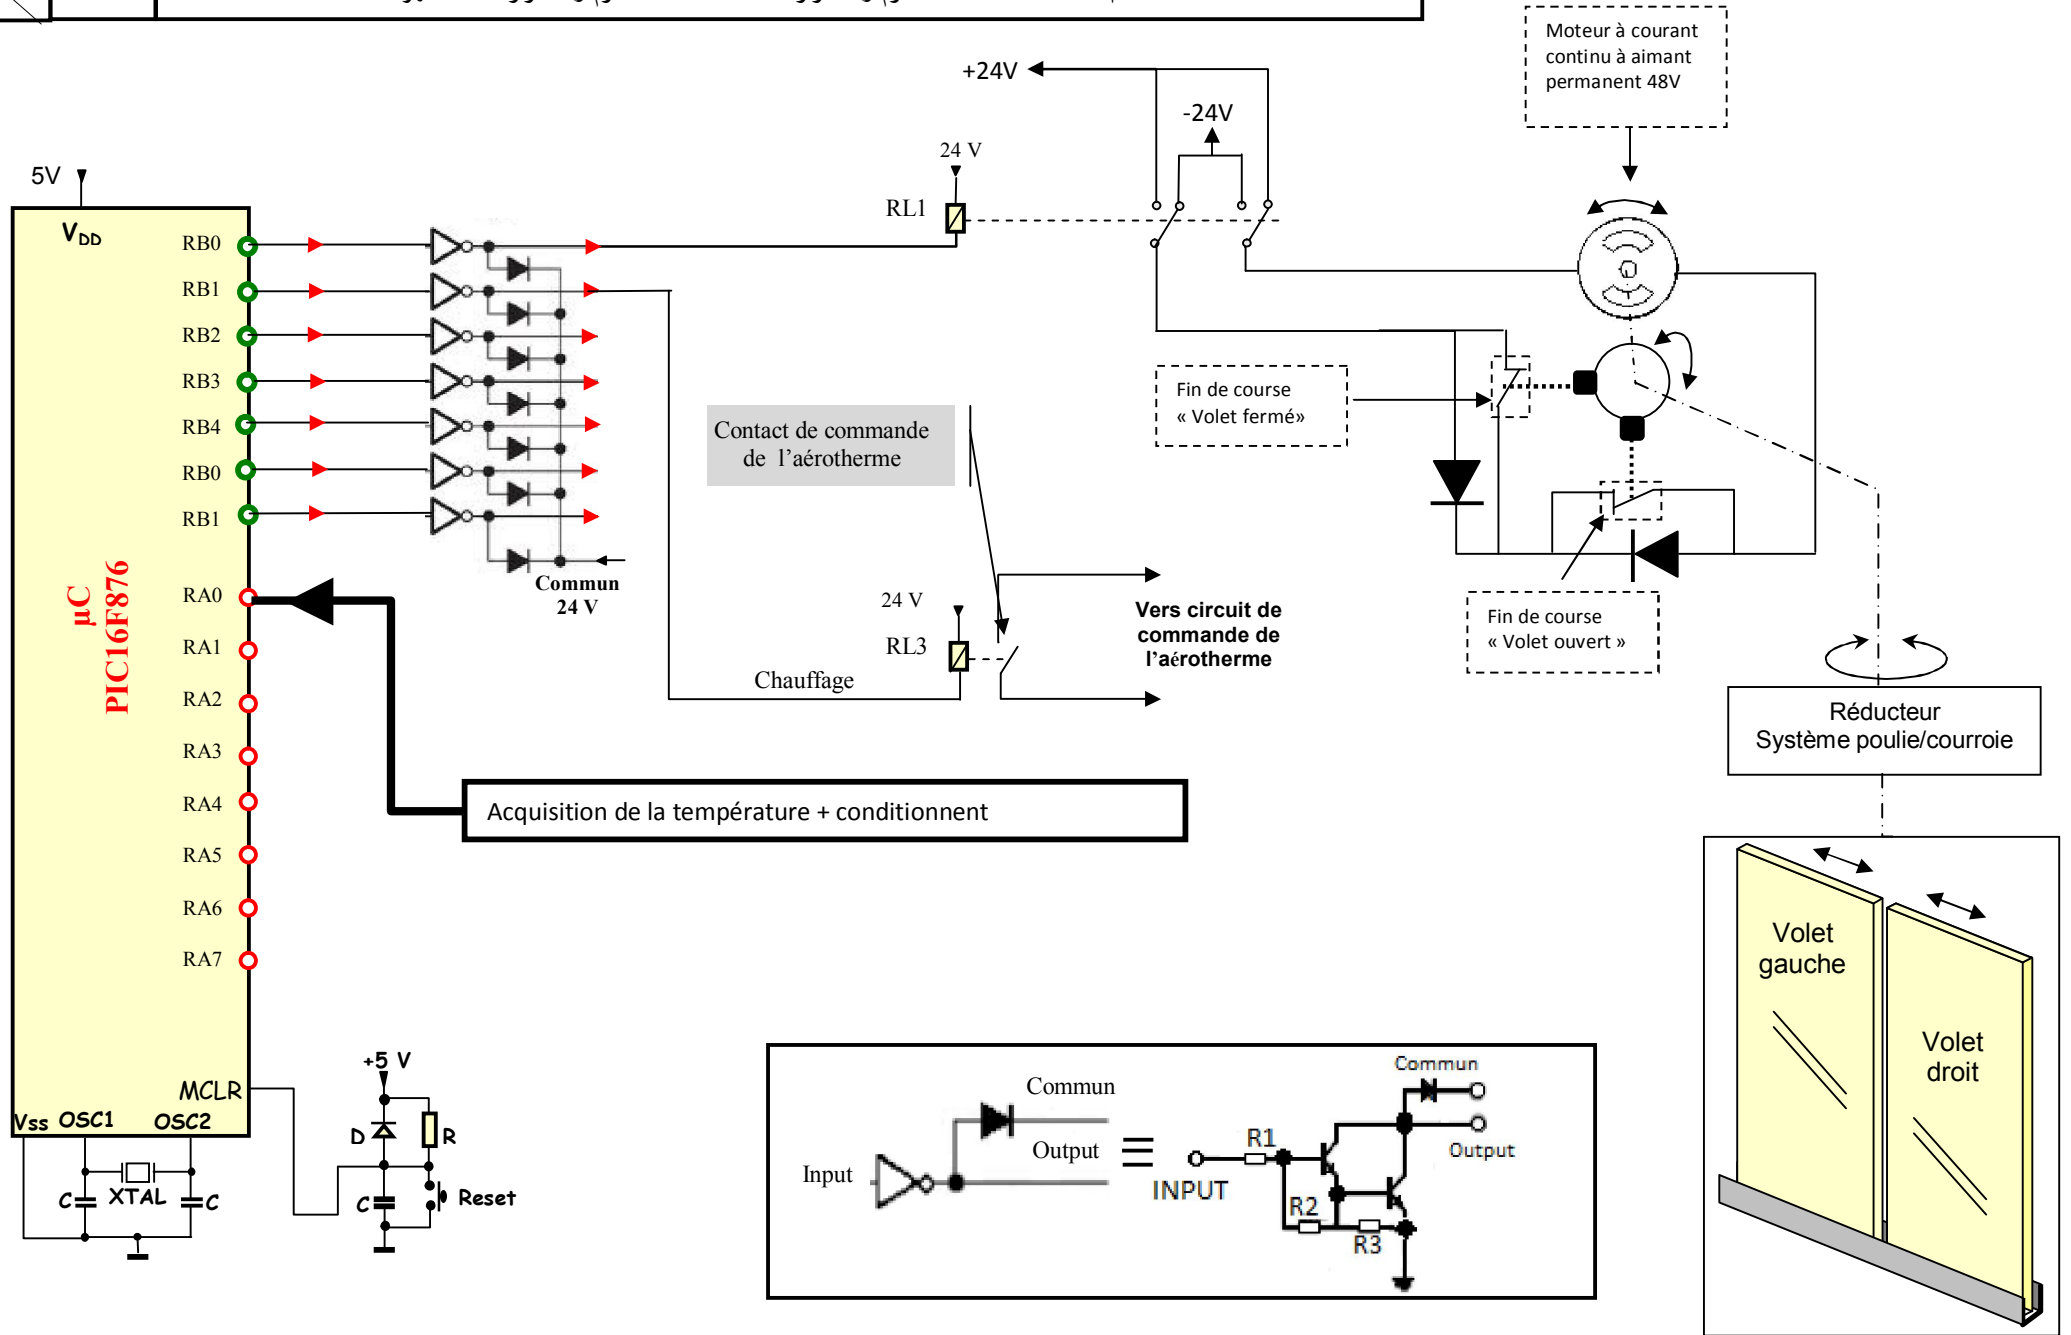 Moteur à courant
continu à aimant
permanent 48V
+24V
-24V
24 V
RL1
5V
VDD
RB0
RB1
RB2
RB3
RB4
RB0
RB1
RA0
RA1
RA2
RA3
RA4
RA5
RA6
RA7
µC
PIC16F876
MCLR
Vss OSC1 OSC2
Commun
24 V
Contact de commande
de l'aérotherme
Fin de course
« Volet fermé»
Fin de course
« Volet ouvert »
24 V
RL3
Chauffage
Vers circuit de
commande de
l'aérotherme
Réducteur
Système poulie/courroie
Acquisition de la température + conditionnent
Volet
gauche
Volet
droit
+5 V
D
R
C
Reset
C
XTAL
C
Input
Commun
Output
INPUT
R1
R2
R3
Commun
Output